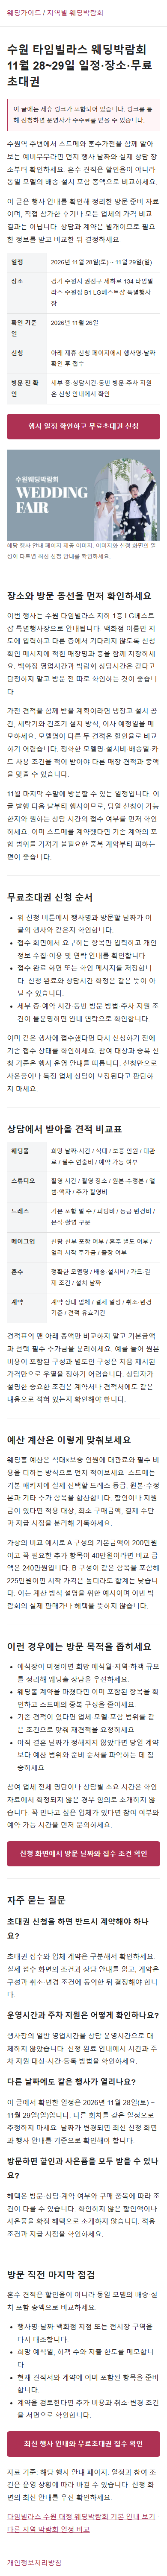 웨딩가이드 / 지역별 웨딩박람회
수원 타임빌라스 웨딩박람회
11월 28~29일 일정·장소·무료
초대권
이 글에는 제휴 링크가 포함되어 있습니다. 링크를 통
해 신청하면 운영자가 수수료를 받을 수 있습니다.
수원역 주변에서 스드메와 혼수가전을 함께 알아
보는 예비부부라면 먼저 행사 날짜와 실제 상담 장
소부터 확인하세요. 혼수 견적은 할인율이 아니라
동일 모델의 배송·설치 포함 총액으로 비교하세요.
이 글은 행사 안내를 확인해 정리한 방문 준비 자료
이며, 직접 참가한 후기나 모든 업체의 가격 비교
결과는 아닙니다. 상담과 계약은 별개이므로 필요
한 정보를 받고 비교한 뒤 결정하세요.
일정
2026년 11월 28일(토) ~ 11월 29일(일)
장소
경기 수원시 권선구 세화로 134 타임빌
라스 수원점 B1 LG베스트샵 특별행사
장
확인 기준
일
2026년 11월 26일
신청
아래 제휴 신청 페이지에서 행사명·날짜
확인 후 접수
방문 전 확
인
세부 층·상담시간·동반 방문·주차 지원
은 신청 안내에서 확인
행사 일정 확인하고 무료초대권 신청
수원웨딩박람회
WEDDING
FAIR
해당 행사 안내 페이지 제공 이미지. 이미지와 신청 화면의 일
정이 다르면 최신 신청 안내를 확인하세요.
장소와 방문 동선을 먼저 확인하세요
이번 행사는 수원 타임빌라스 지하 1층 LG베스트
샵 특별행사장으로 안내됩니다. 백화점 이름만 지
도에 입력하고 다른 층에서 기다리지 않도록 신청
확인 메시지에 적힌 매장명과 층을 함께 저장하세
요. 백화점 영업시간과 박람회 상담시간은 같다고
단정하지 말고 방문 전 따로 확인하는 것이 좋습니
다.
가전 견적을 함께 받을 계획이라면 냉장고 설치 공
간, 세탁기와 건조기 설치 방식, 이사 예정일을 메
모하세요. 모델명이 다른 두 견적은 할인율로 비교
하기 어렵습니다. 정확한 모델명·설치비·배송일·카
드 사용 조건을 적어 받아야 다른 매장 견적과 총액
을 맞출 수 있습니다.
11월 마지막 주말에 방문할 수 있는 일정입니다. 이
글 발행 다음 날부터 행사이므로, 당일 신청이 가능
한지와 원하는 상담 시간의 접수 여부를 먼저 확인
하세요. 이미 스드메를 계약했다면 기존 계약의 포
함 범위를 가져가 불필요한 중복 계약부터 피하는
편이 좋습니다.
무료초대권 신청 순서
• 위 신청 버튼에서 행사명과 방문할 날짜가 이
글의 행사와 같은지 확인합니다.
• 접수 화면에서 요구하는 항목만 입력하고 개인
정보 수집·이용 및 연락 안내를 확인합니다.
• 접수 완료 화면 또는 확인 메시지를 저장합니
다. 신청 완료와 상담시간 확정은 같은 뜻이 아
닐 수 있습니다.
• 세부 층·예약 시간·동반 방문 방법·주차 지원 조
건이 불분명하면 안내 연락으로 확인합니다.
이미 같은 행사에 접수했다면 다시 신청하기 전에
기존 접수 상태를 확인하세요. 참여 대상과 중복 신
청 기준은 행사 운영 안내를 따릅니다. 신청만으로
사은품이나 특정 업체 상담이 보장된다고 판단하
지 마세요.
상담에서 받아올 견적 비교표
웨딩홀
희망 날짜·시간 / 식대 / 보증 인원 / 대관
료 / 필수 연출비 / 예약 가능 여부
스튜디오
촬영 시간 / 촬영 장소 / 원본·수정본 / 앨
범·액자 / 추가 촬영비
드레스
기본 포함 벌 수 / 피팅비 / 등급 변경비 /
본식·촬영 구분
메이크업
신랑·신부 포함 여부 / 혼주 별도 여부 /
얼리 시작 추가금 / 출장 여부
혼수
정확한 모델명 / 배송·설치비 / 카드·결
제 조건 / 설치 날짜
계약
계약 상대 업체 / 결제 일정 / 취소·변경
기준 / 견적 유효기간
견적표의 맨 아래 총액만 비교하지 말고 기본금액
과 선택·필수 추가금을 분리하세요. 예를 들어 원본
비용이 포함된 구성과 별도인 구성은 처음 제시된
가격만으로 우열을 정하기 어렵습니다. 상담자가
설명한 중요한 조건은 계약서나 견적서에도 같은
내용으로 적혀 있는지 확인해야 합니다.
예산 계산은 이렇게 맞춰보세요
웨딩홀 예산은 식대×보증 인원에 대관료와 필수 비
용을 더하는 방식으로 먼저 적어보세요. 스드메는
기본 패키지에 실제 선택할 드레스 등급, 원본·수정
본과 기타 추가 항목을 합산합니다. 할인이나 지원
금이 있다면 적용 대상, 최소 구매금액, 결제 수단
과 지급 시점을 분리해 기록하세요.
가상의 비교 예시로 A 구성의 기본금액이 200만원
이고 꼭 필요한 추가 항목이 40만원이라면 비교 금
액은 240만원입니다. B 구성이 같은 항목을 포함해
225만원이면 시작 가격은 높더라도 합계는 낮습니
다. 이는 계산 방식 설명을 위한 예시이며 이번 박
람회의 실제 판매가나 혜택을 뜻하지 않습니다.
이런 경우에는 방문 목적을 좁히세요
• 예식장이 미정이면 희망 예식월·지역·하객 규모
를 정리해 웨딩홀 상담을 우선하세요.
• 웨딩홀 계약을 마쳤다면 이미 포함된 항목을 확
인하고 스드메의 중복 구성을 줄이세요.
• 기존 견적이 있다면 업체·모델·포함 범위를 같
은 조건으로 맞춰 재견적을 요청하세요.
• 아직 결혼 날짜가 정해지지 않았다면 당일 계약
보다 예산 범위와 준비 순서를 파악하는 데 집
중하세요.
참여 업체 전체 명단이나 상담별 소요 시간은 확인
자료에서 확정되지 않은 경우 임의로 소개하지 않
습니다. 꼭 만나고 싶은 업체가 있다면 참여 여부와
예약 가능 시간을 먼저 문의하세요.
신청 화면에서 방문 날짜와 접수 조건 확인
자주 묻는 질문
초대권 신청을 하면 반드시 계약해야 하나
요?
초대권 접수와 업체 계약은 구분해서 확인하세요.
실제 접수 화면의 조건과 상담 안내를 읽고, 계약은
구성과 취소·변경 조건에 동의한 뒤 결정해야 합니
다.
운영시간과 주차 지원은 어떻게 확인하나요?
행사장의 일반 영업시간을 상담 운영시간으로 대
체하지 않았습니다. 신청 완료 안내에서 시간과 주
차 지원 대상·시간·등록 방법을 확인하세요.
다른 날짜에도 같은 행사가 열리나요?
이 글에서 확인한 일정은 2026년 11월 28일(토) ~
11월 29일(일)입니다. 다른 회차를 같은 일정으로
추정하지 마세요. 날짜가 변경되면 최신 신청 화면
과 행사 안내를 기준으로 확인해야 합니다.
방문하면 할인과 사은품을 모두 받을 수 있나
요?
혜택은 방문·상담·계약 여부와 구매 품목에 따라 조
건이 다를 수 있습니다. 확인하지 않은 할인액이나
사은품을 확정 혜택으로 소개하지 않습니다. 적용
조건과 지급 시점을 확인하세요.
방문 직전 마지막 점검
혼수 견적은 할인율이 아니라 동일 모델의 배송·설
치 포함 총액으로 비교하세요.
• 행사명·날짜·백화점 지점 또는 전시장 구역을
다시 대조합니다.
• 희망 예식일, 하객 수와 지출 한도를 메모합니
다.
• 현재 견적서와 계약에 이미 포함된 항목을 준비
합니다.
• 계약을 검토한다면 추가 비용과 취소·변경 조건
을 서면으로 확인합니다.
최신 행사 안내와 무료초대권 접수 확인
자료 기준: 해당 행사 안내 페이지. 일정과 참여 조
건은 운영 상황에 따라 바뀔 수 있습니다. 신청 화
면의 최신 안내를 우선 확인하세요.
타임빌라스 수원 대형 웨딩박람회 기본 안내 보기 ·
다른 지역 박람회 일정 비교
개인정보처리방침